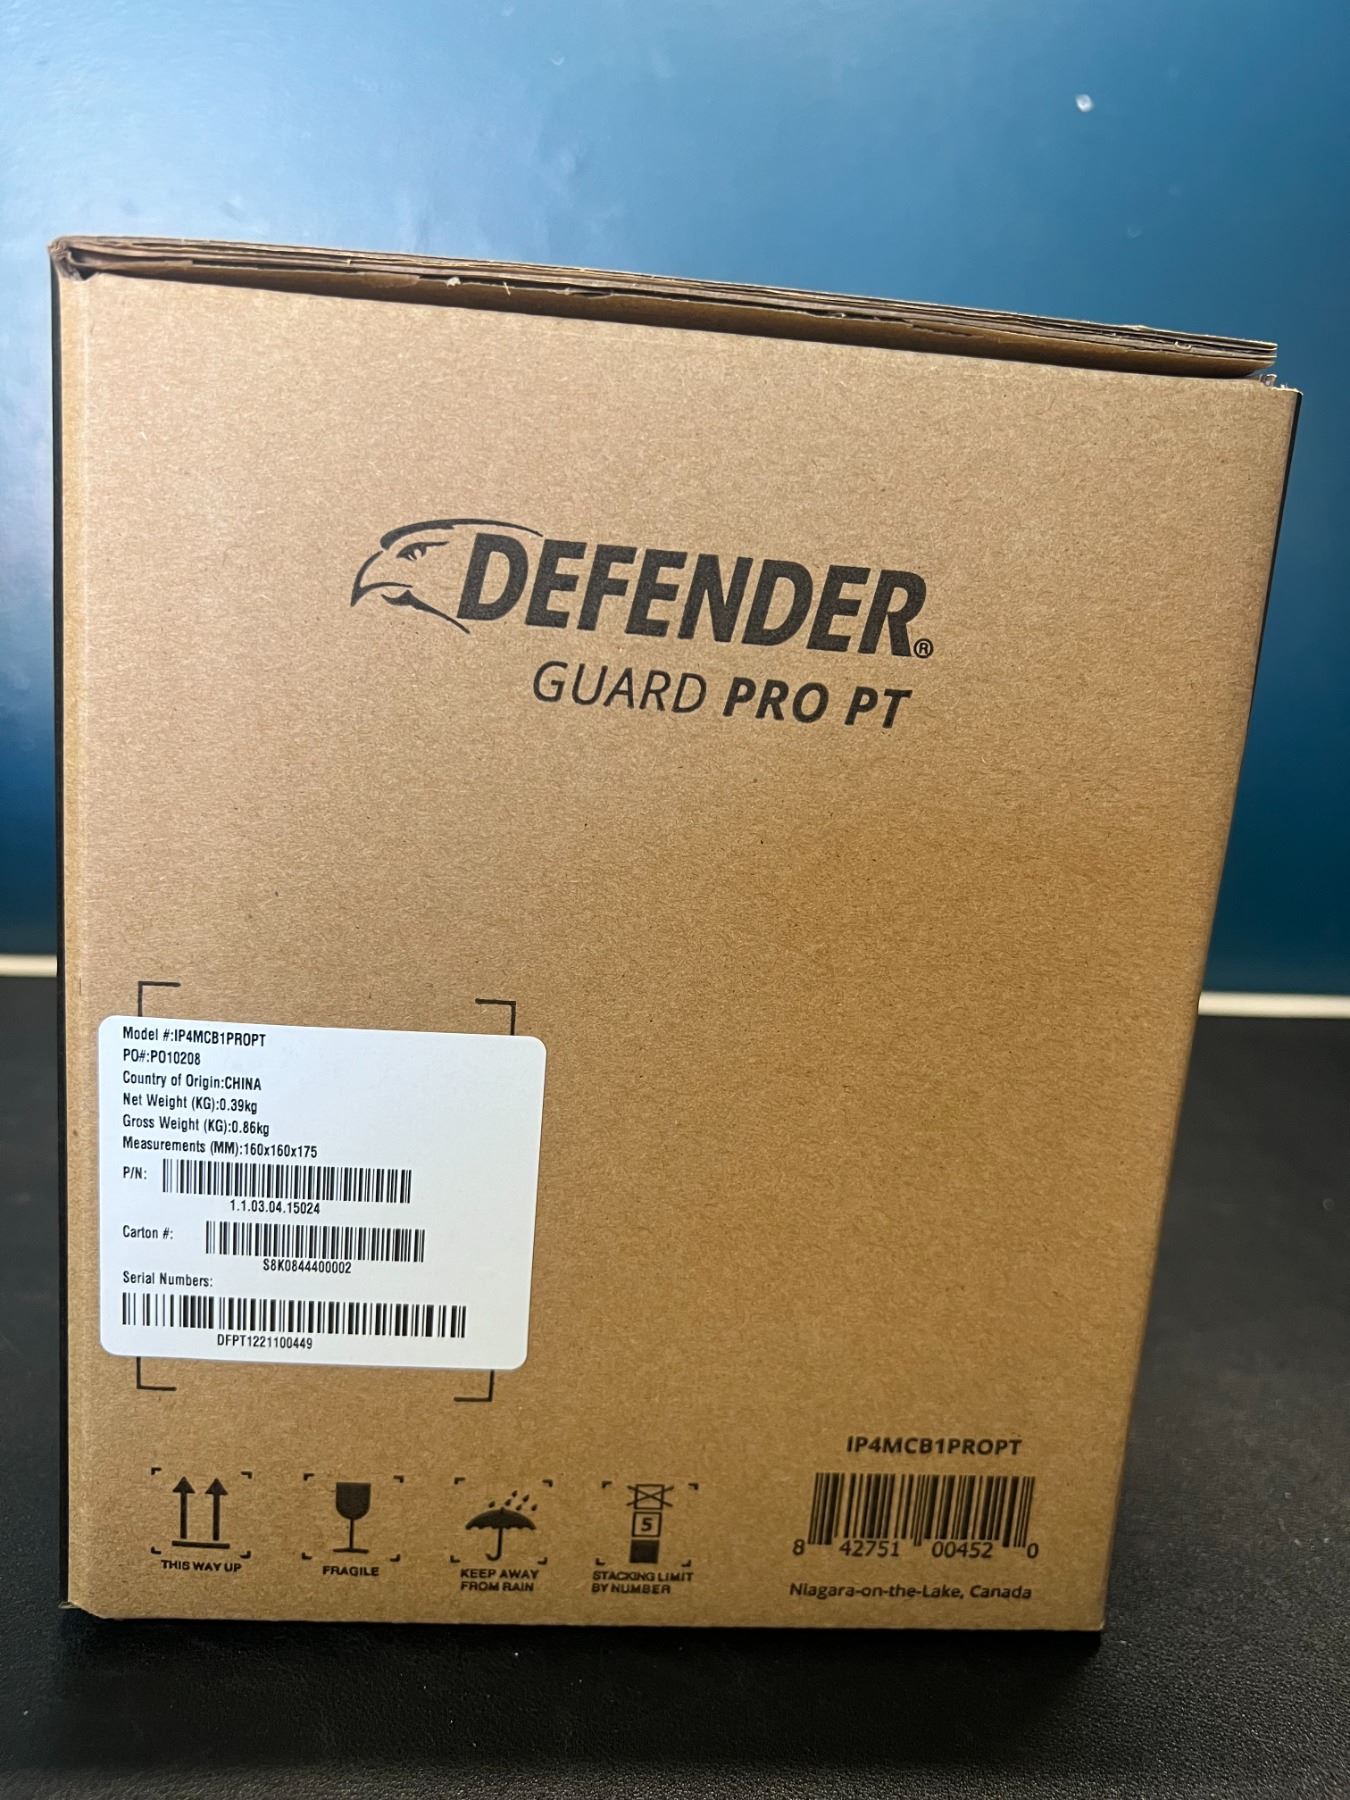 DEFENDER®
GUARD PRO PT
Model #:IP4MCB1PROPT
PO#:PO10208
Country of Origin:CHINA
Net Weight (KG):0.39kg
Gross Weight (KG):0.86kg
Measurements (MM):160x160x175
P/N:
1.1.03.04.15024
Carton #:
S8K0844400002
Serial Numbers:
DFPT1221100449
THIS WAY UP
FRAGILE
KEEP AWAY
FROM RAIN
5
STACKING LIMIT
BY NUMBER
IP4MCB1PROPT
8 42751 00452 0
Niagara-on-the-Lake, Canada